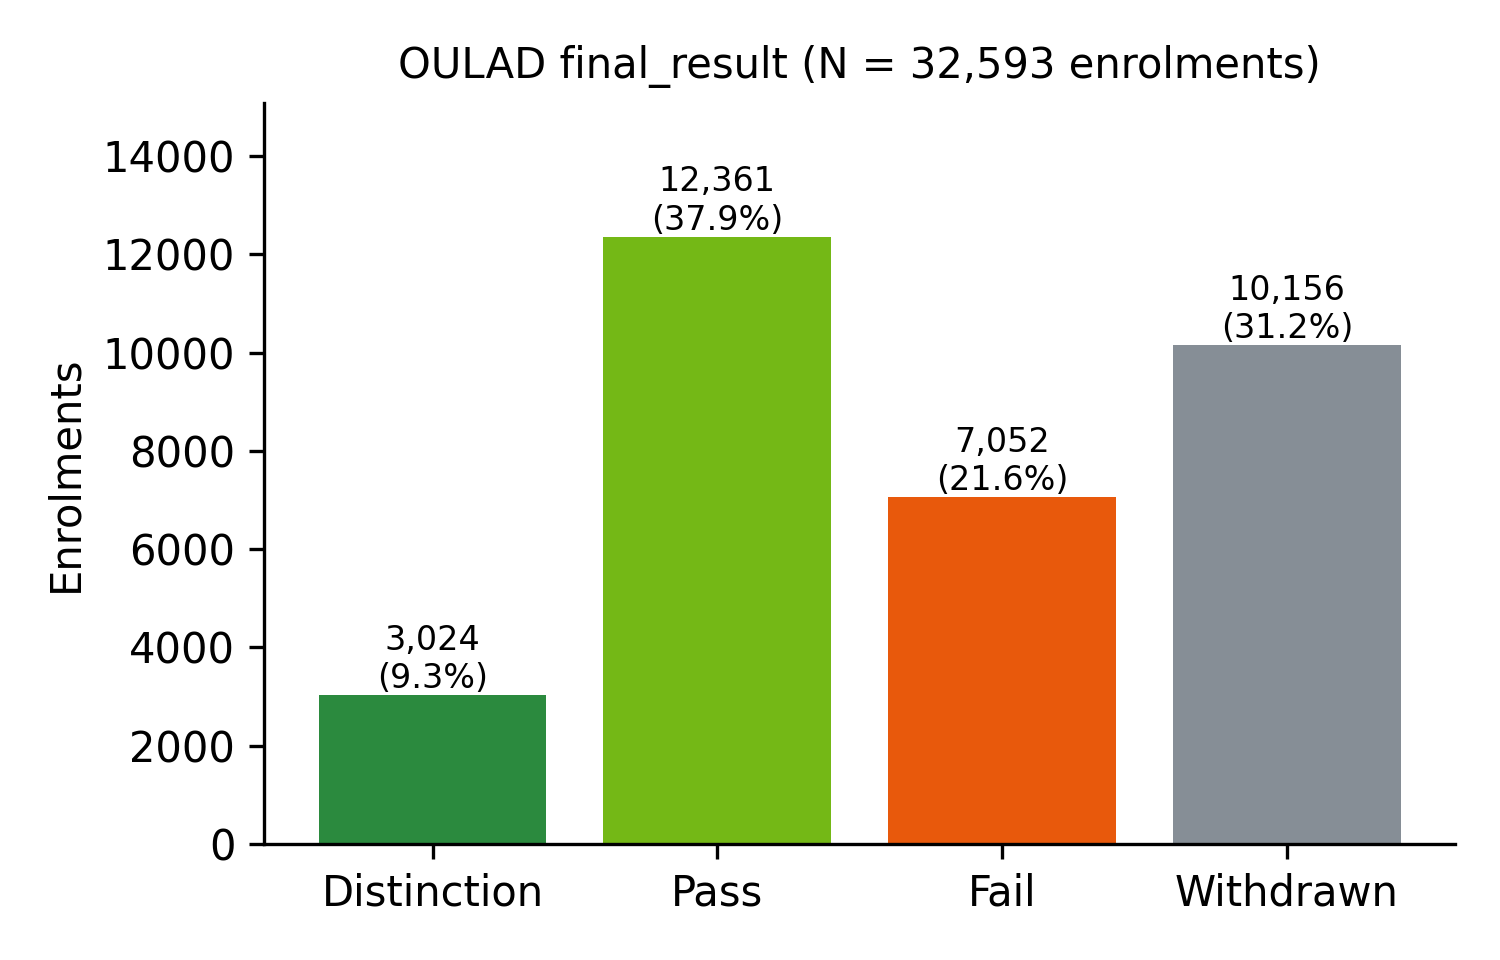 OULAD final_result (N = 32,593 enrolments)
Enrolments
14000
12000
10000
8000
6000
4000
2000
0
3,024
(9.3%)
12,361
(37.9%)
7,052
(21.6%)
10,156
(31.2%)
Distinction
Pass
Fail
Withdrawn